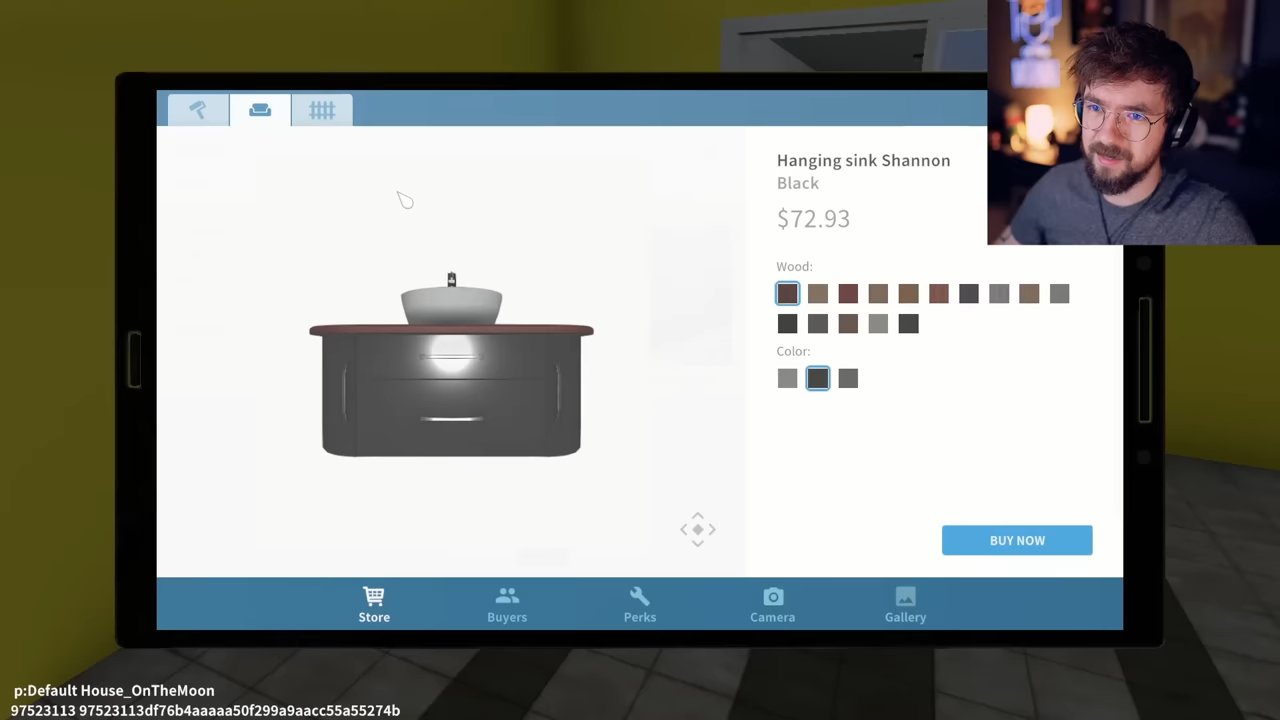 Hanging sink Shannon
Black
$72.93
Wood:
Color:
BUY NOW
Store
Buyers
Perks
Camera
Gallery
p:Default House_OnTheMoon
97523113 97523113df76b4aaaaa50f299a9aacc55a55274b